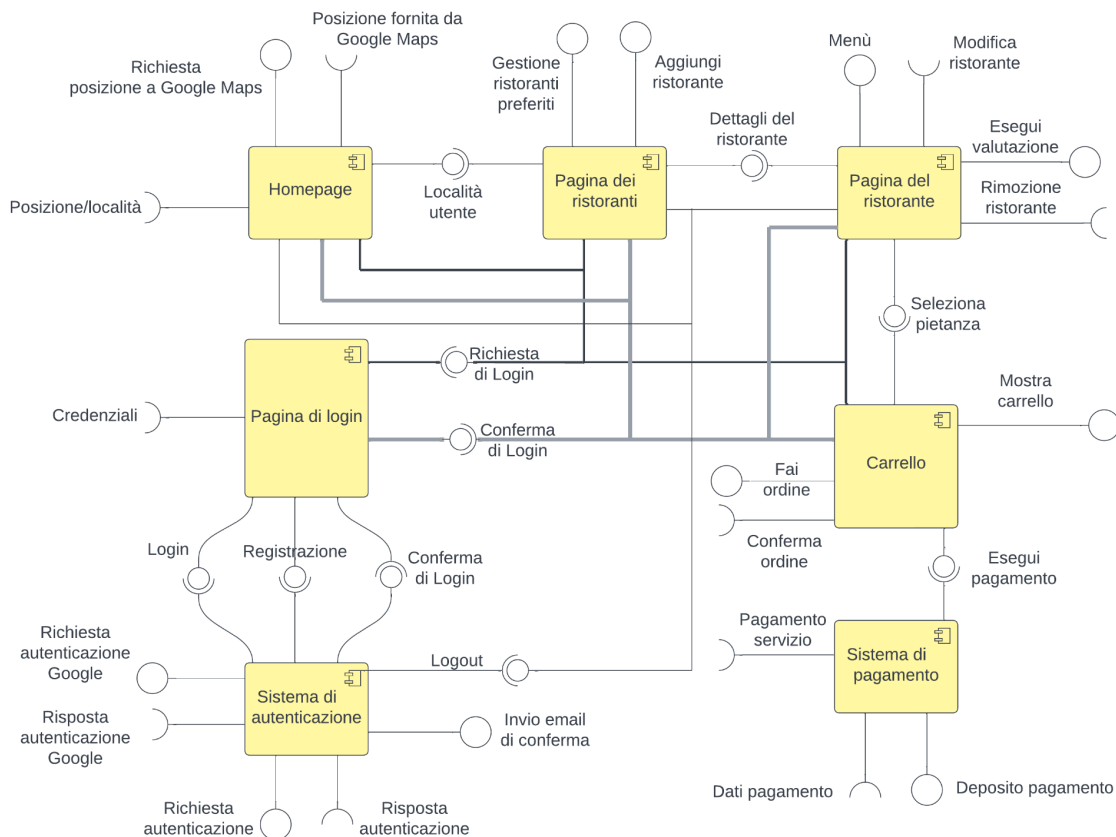 Posizione fornita da
Google Maps
Richiesta
posizione a Google Maps
Gestione
ristoranti
preferiti
Aggiungi
ristorante
Menù
Modifica
ristorante
Dettagli del
ristorante
Esegui
valutazione
Homepage
Località
utente
Pagina dei
ristoranti
Pagina del
ristorante
Rimozione
ristorante
Posizione/località
Seleziona
pietanza
Richiesta
di Login
Mostra
carrello
Credenziali
Pagina di login
Conferma
di Login
Carrello
Fai
ordine
Conferma
ordine
Login
Registrazione
Conferma
di Login
Esegui
pagamento
Richiesta
autenticazione
Google
Logout
Pagamento
servizio
Sistema di
pagamento
Sistema di
autenticazione
Risposta
autenticazione
Google
Invio email
di conferma
Richiesta
autenticazione
Risposta
autenticazione
Dati pagamento
Deposito pagamento